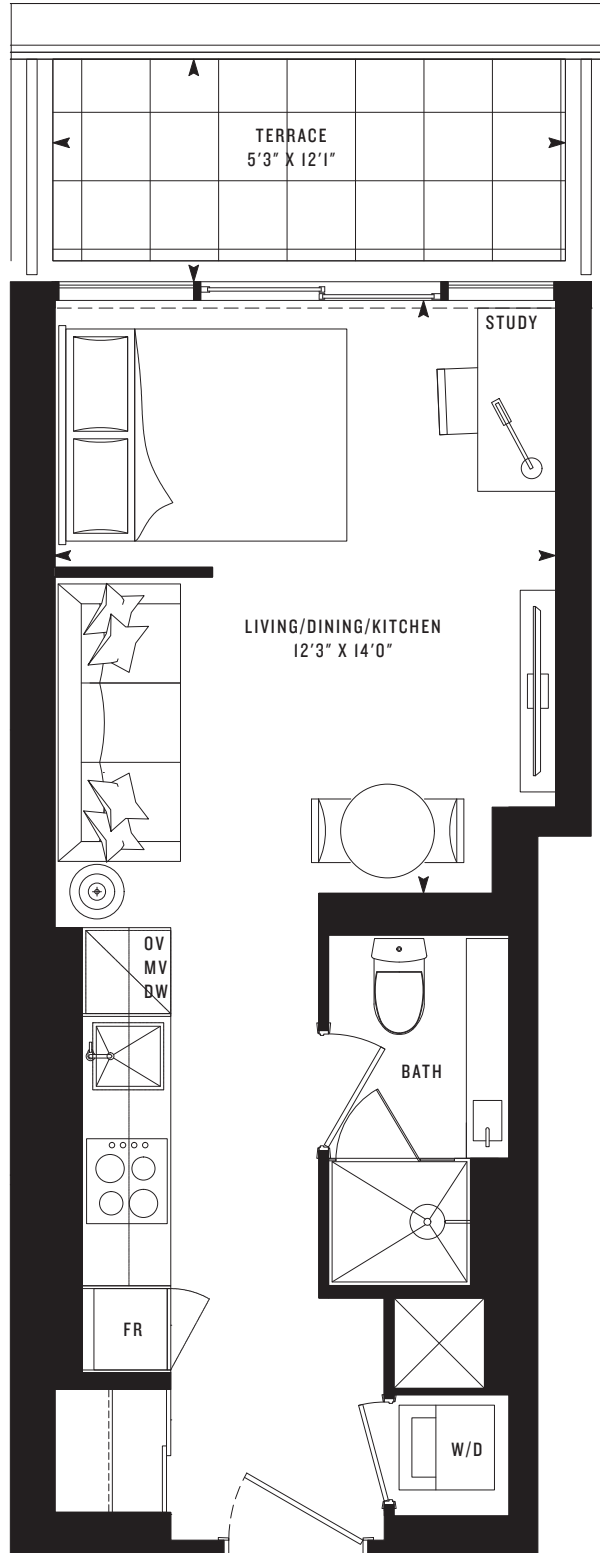 TERRACE
5'3" X 12'1"
STUDY
LIVING/DINING/KITCHEN
12'3" X 14'0"
OV
MV
DW
BATH
FR
W/D